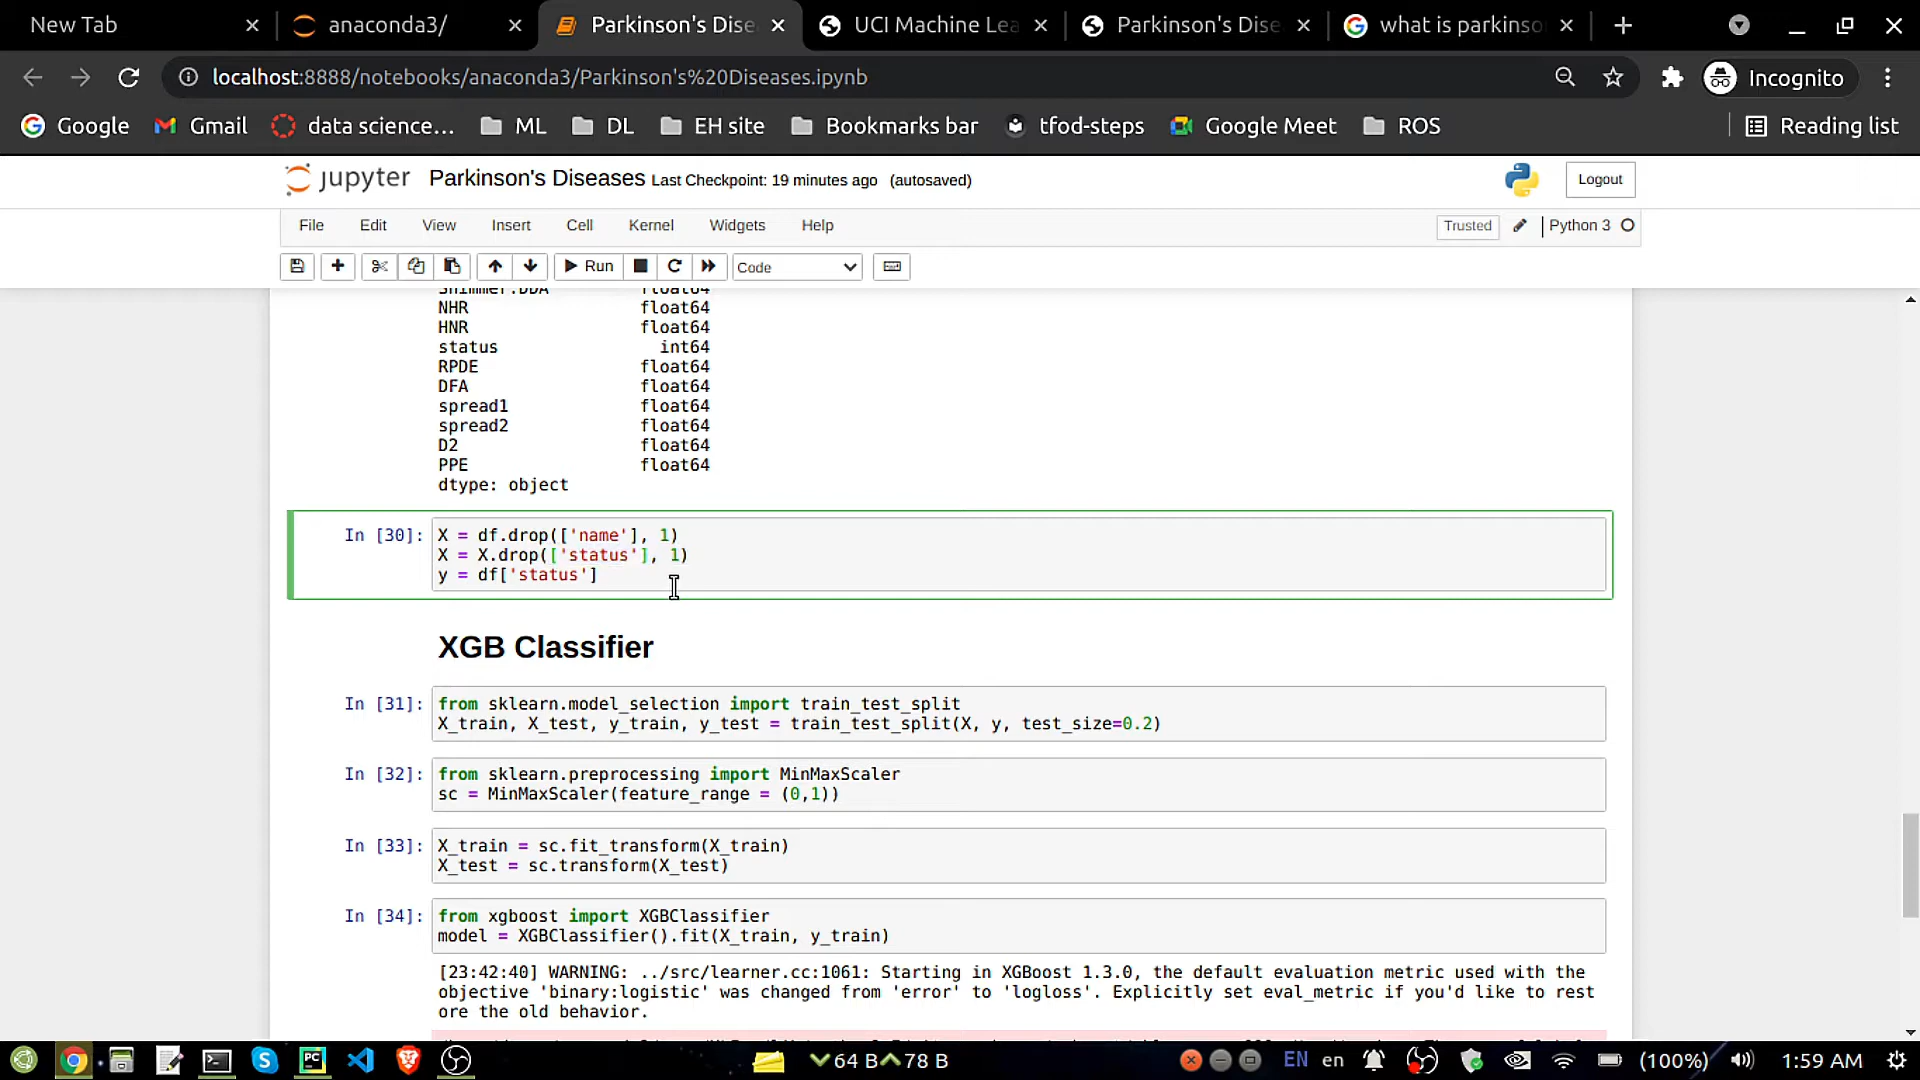 New Tab
anaconda3/
Parkinson's Dise
UCI Machine Lea
Parkinson's Dise
what is parkinso
localhost:8888/notebooks/anaconda3/Parkinson's%20Diseases.ipynb
Incognito
Google
Gmail
data science...
ML
DL
EH site
Bookmarks bar
tfod-steps
Google Meet
ROS
Reading list
jupyter
Parkinson's Diseases Last Checkpoint: 19 minutes ago (autosaved)
Logout
File
Edit
View
Insert
Cell
Kernel
Widgets
Help
Trusted
Python 3
Run
Code
Shimmer:DDA float64
NHR float64
HNR float64
status int64
RPDE float64
DFA float64
spread1 float64
spread2 float64
D2 float64
PPE float64
dtype: object
In [30]: X = df.drop(['name'], 1)
X = X.drop(['status'], 1)
y = df['status']
XGB Classifier
In [31]: from sklearn.model_selection import train_test_split
X_train, X_test, y_train, y_test = train_test_split(X, y, test_size=0.2)
In [32]: from sklearn.preprocessing import MinMaxScaler
sc = MinMaxScaler(feature_range = (0,1))
In [33]: X_train = sc.fit_transform(X_train)
X_test = sc.transform(X_test)
In [34]: from xgboost import XGBClassifier
model = XGBClassifier().fit(X_train, y_train)
[23:42:40] WARNING: ../src/learner.cc:1061: Starting in XGBoost 1.3.0, the default evaluation metric used with the
objective 'binary:logistic' was changed from 'error' to 'logloss'. Explicitly set eval_metric if you'd like to rest
ore the old behavior.
PC
64 B 78 B
EN
en
(100%)
1:59 AM